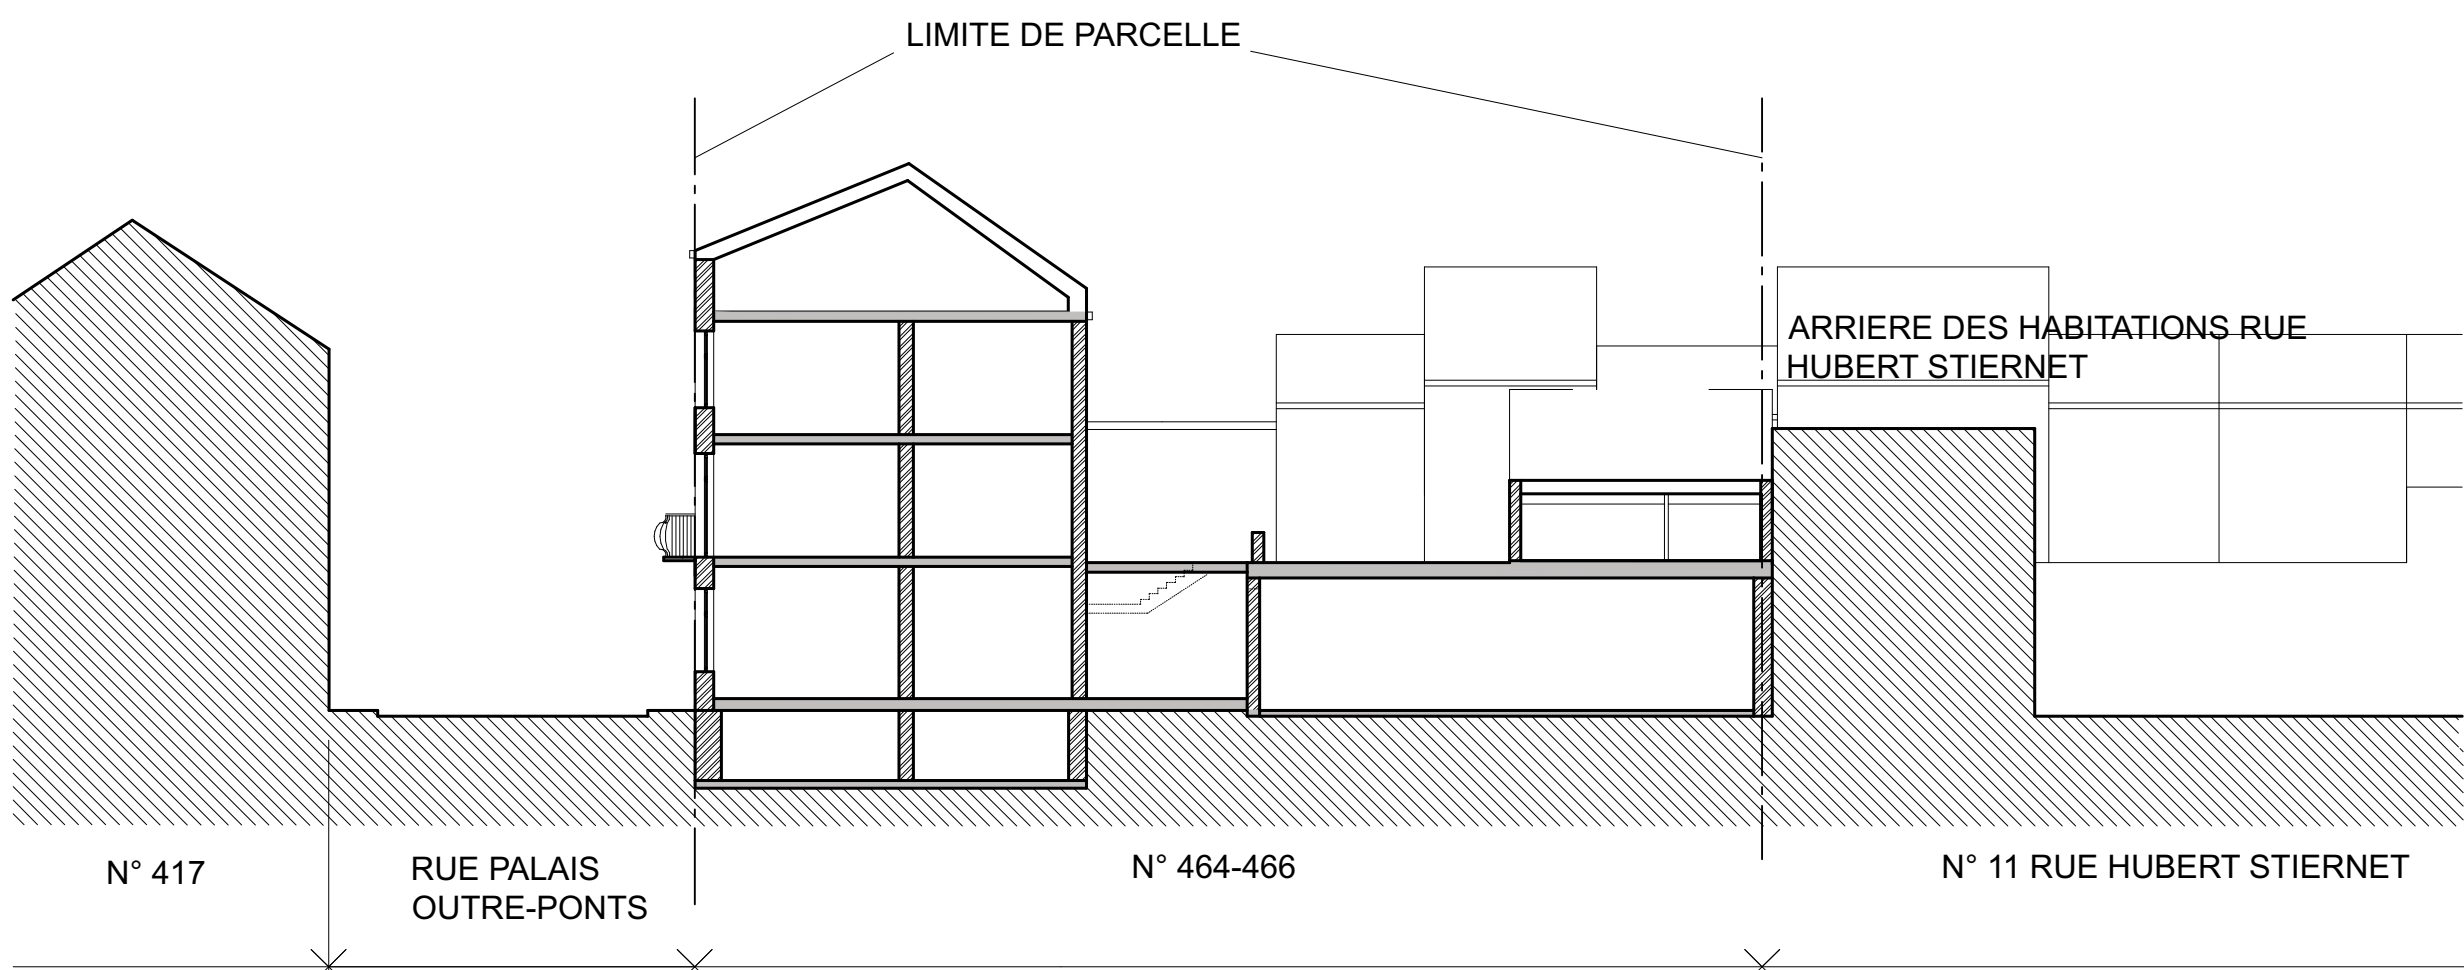 LIMITE DE PARCELLE
ARRIERE DES HABITATIONS RUE
HUBERT STIERNET
N° 417
RUE PALAIS
OUTRE-PONTS
N° 464-466
N° 11 RUE HUBERT STIERNET